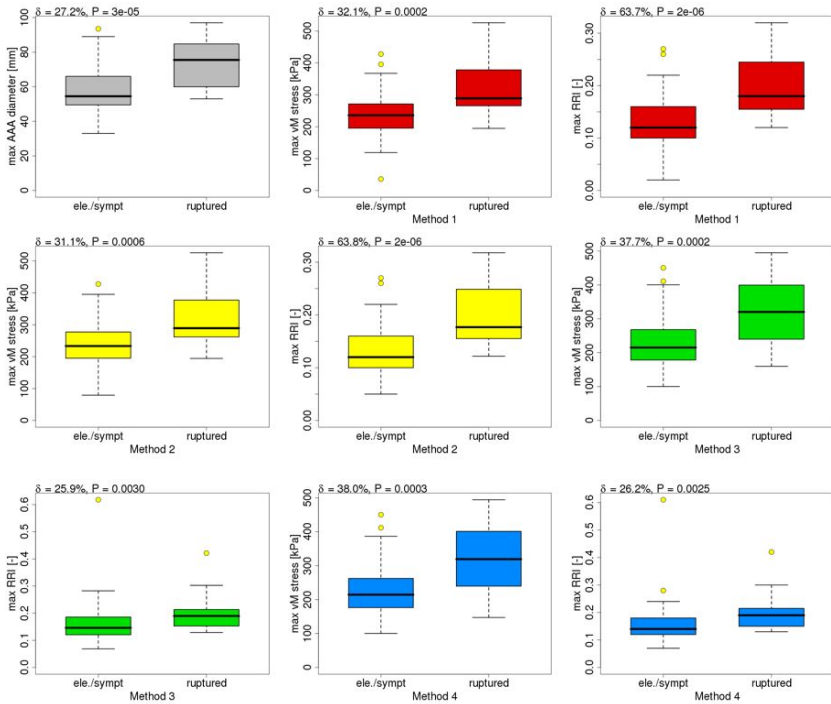 δ = 27.2%, P = 3e-05
max AAA diameter [mm]
0 20 40 60 80 100
ele./sympt ruptured
δ = 32.1%, P = 0.0002
max vM stress [kPa]
0 100 200 300 400 500
ele./sympt ruptured
Method 1
δ = 63.7%, P = 2e-06
max RRI [-]
0.00 0.10 0.20 0.30
ele./sympt ruptured
Method 1
δ = 31.1%, P = 0.0006
max vM stress [kPa]
0 100 200 300 400 500
ele./sympt ruptured
Method 2
δ = 63.8%, P = 2e-06
max RRI [-]
0.00 0.10 0.20 0.30
ele./sympt ruptured
Method 2
δ = 37.7%, P = 0.0002
max vM stress [kPa]
0 100 200 300 400 500
ele./sympt ruptured
Method 3
δ = 25.9%, P = 0.0030
max RRI [-]
0.0 0.1 0.2 0.3 0.4 0.5 0.6
ele./sympt ruptured
Method 3
δ = 38.0%, P = 0.0003
max vM stress [kPa]
0 100 200 300 400 500
ele./sympt ruptured
Method 4
δ = 26.2%, P = 0.0025
max RRI [-]
0.0 0.1 0.2 0.3 0.4 0.5 0.6
ele./sympt ruptured
Method 4